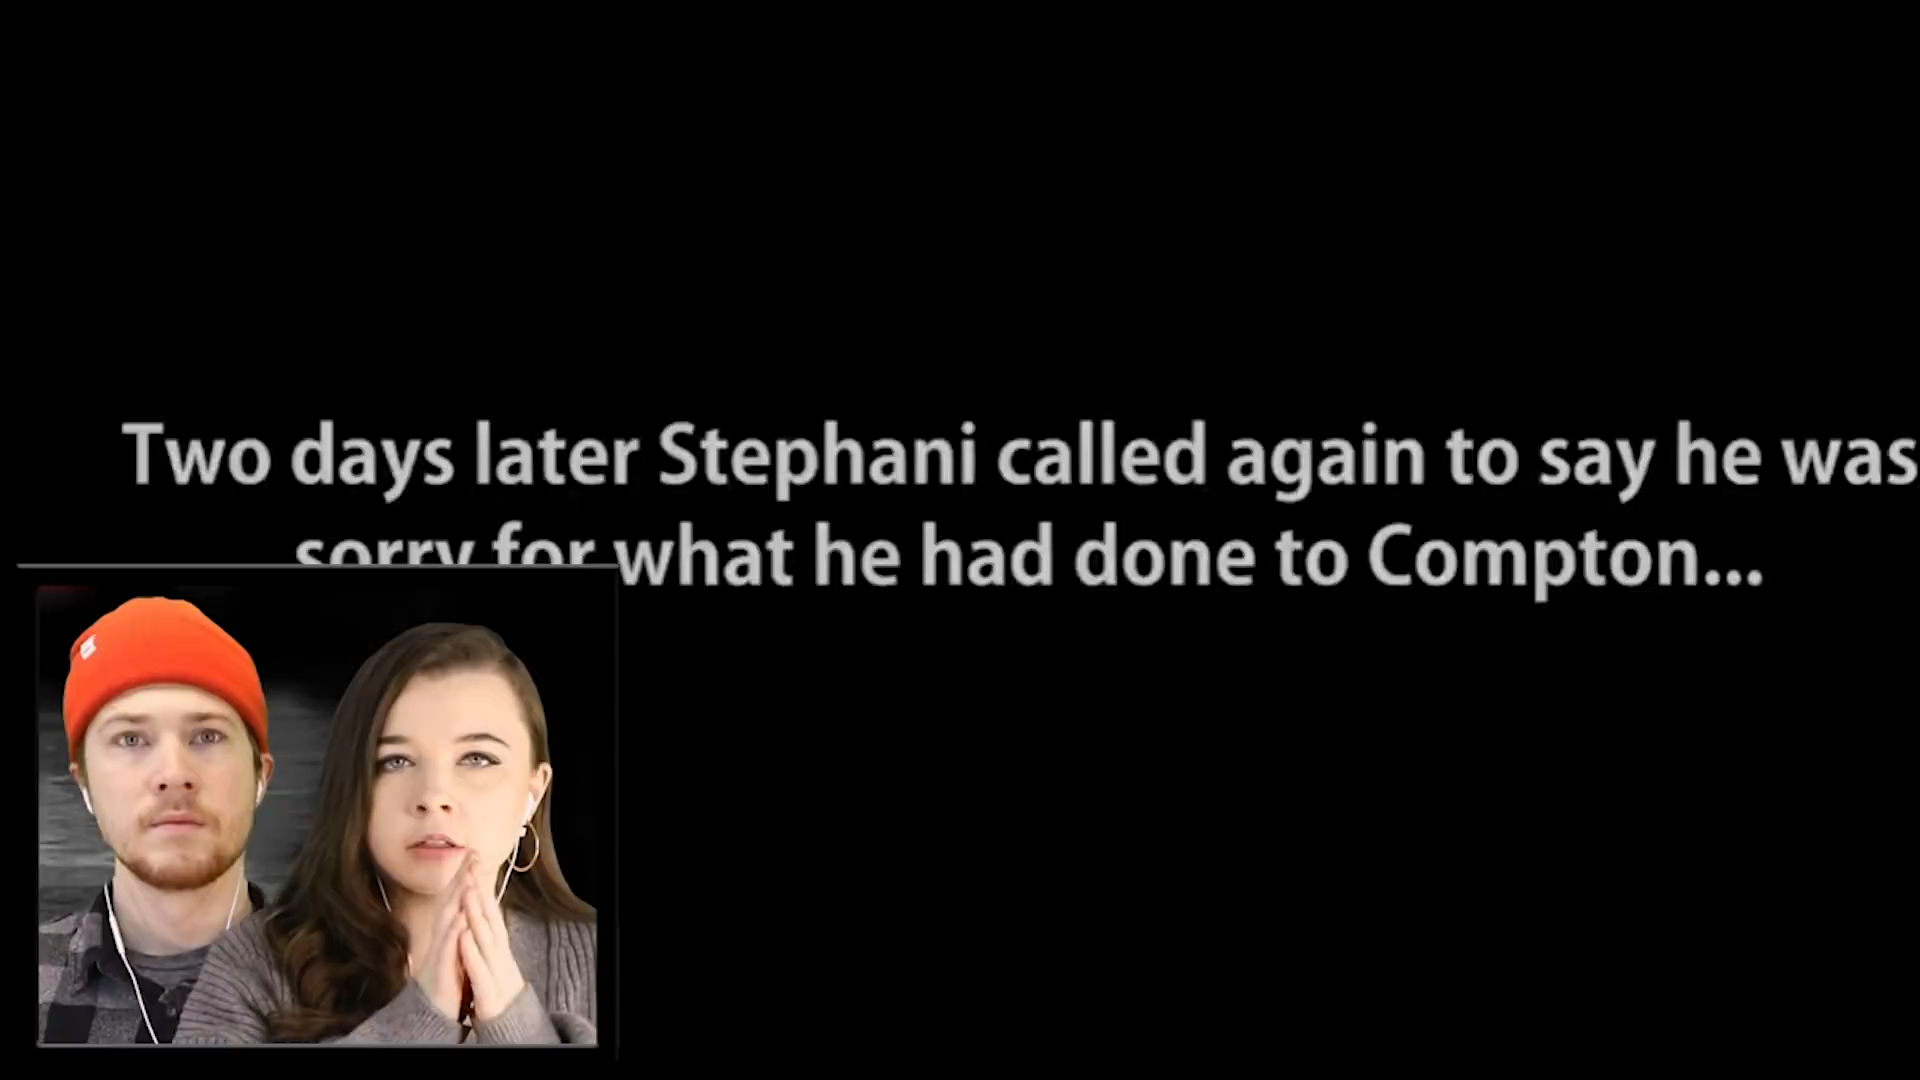 Two days later Stephani called again to say he was
sorry for what he had done to Compton...